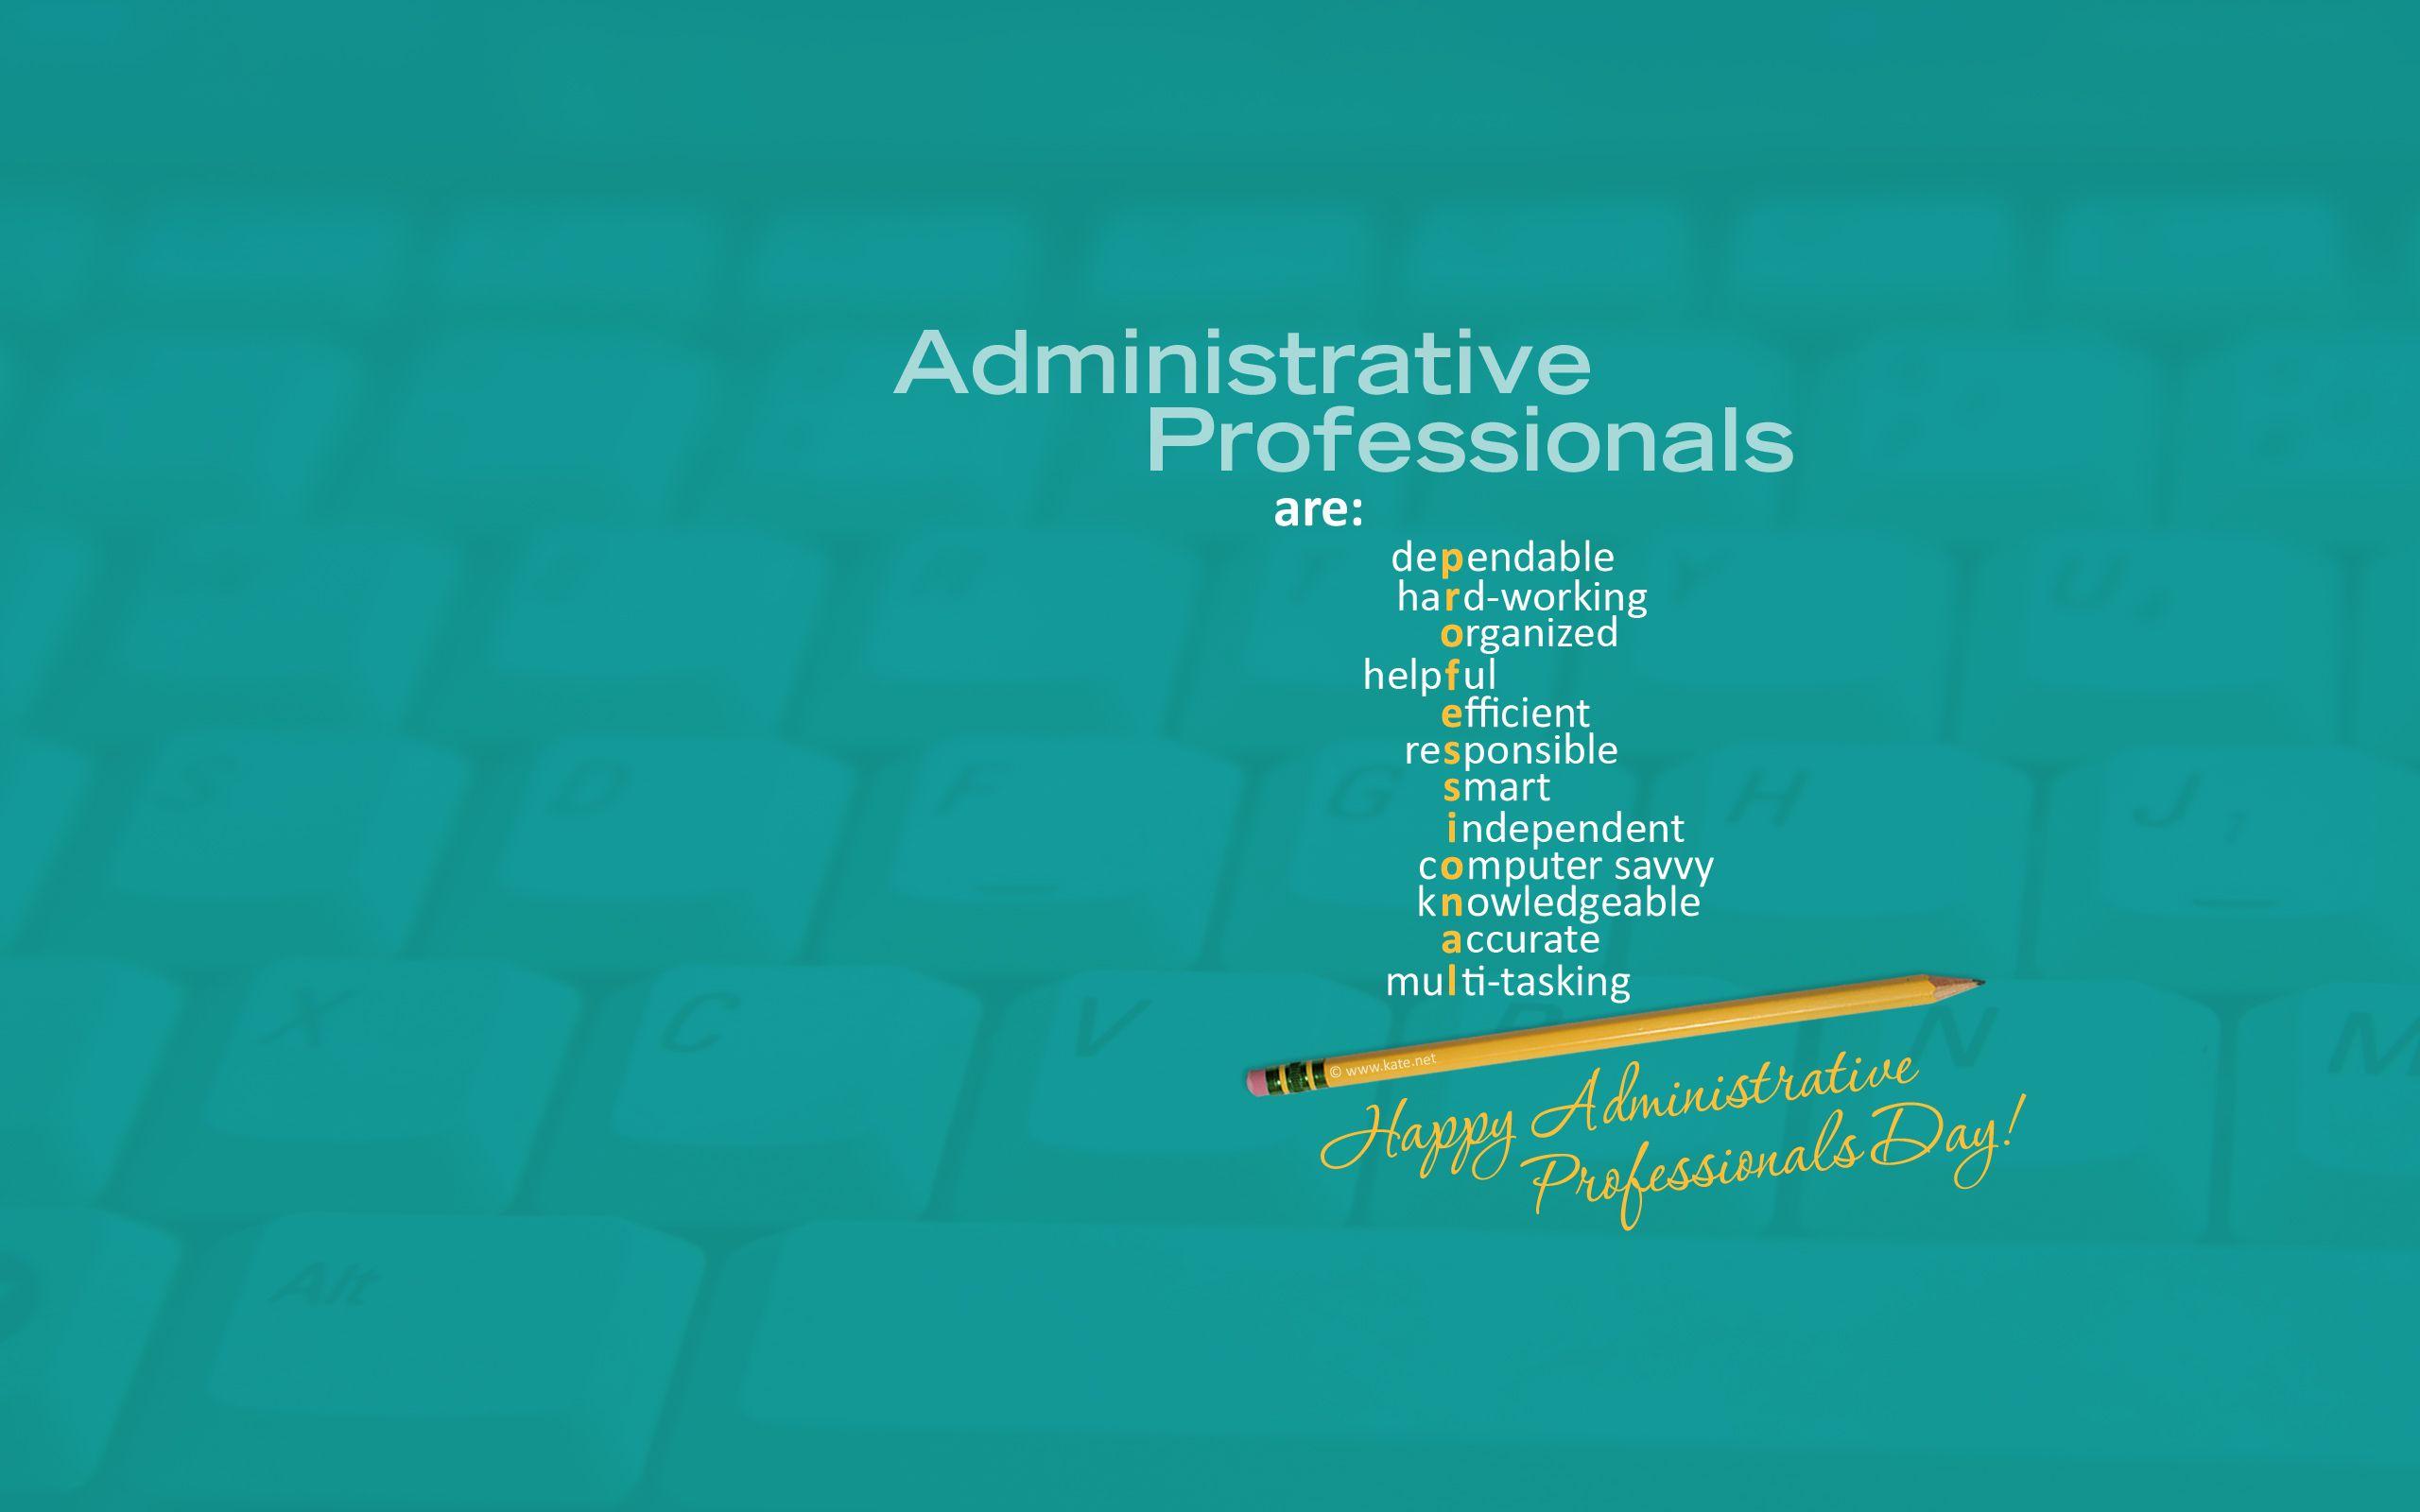 Administrative
Professionals
are:
dependable
hard-working
organized
helpful
efficient
responsible
smart
independent
computer savvy
knowledgeable
accurate
multi-tasking
© www.kate.net
Happy Administrative
Professionals Day!
R T Y U
S D F G H J
X C V B N M
Alt